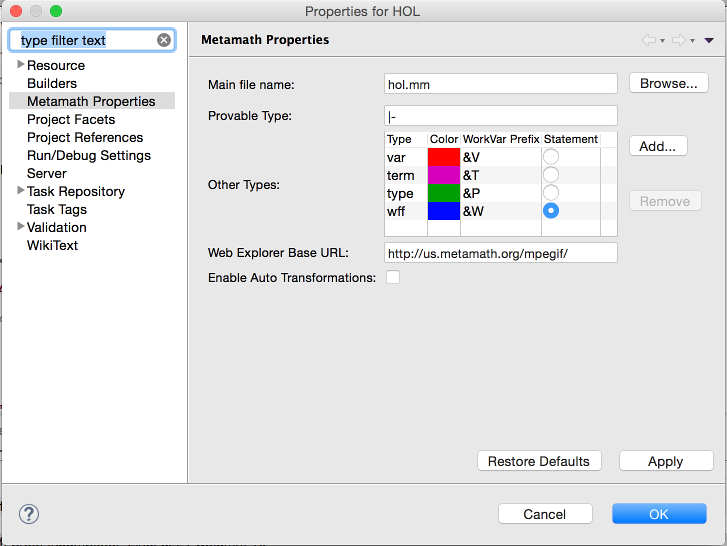 Properties for HOL
type filter text
Resource
Builders
Metamath Properties
Project Facets
Project References
Run/Debug Settings
Server
Task Repository
Task Tags
Validation
WikiText
Metamath Properties
Main file name:
hol.mm
Browse...
Provable Type:
|-
Other Types:
Type Color WorkVar Prefix Statement
var &V
term &T
type &P
wff &W
Add...
Remove
Web Explorer Base URL:
http://us.metamath.org/mpegif/
Enable Auto Transformations:
Restore Defaults
Apply
?
Cancel
OK